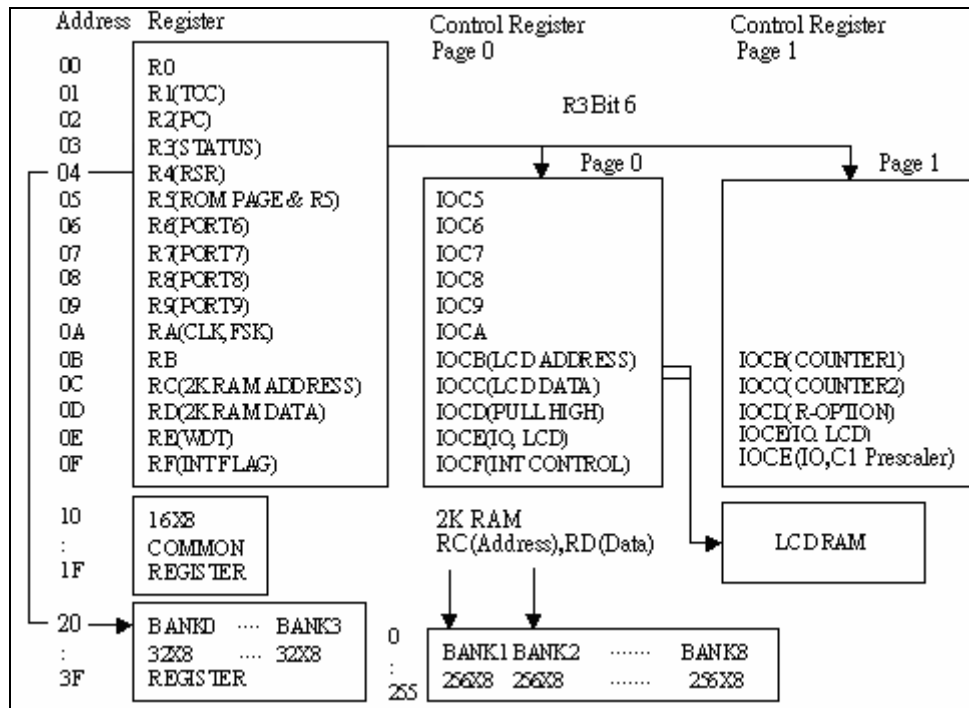 Address Register Control Register Control Register
Page 0 Page 1
00 R0
01 R1(TCC)
02 R2(PC)
03 R3(STATUS)
04 R4(RSR)
05 R5(ROM PAGE & R5)
06 R6(PORT6)
07 R7(PORT7)
08 R8(PORT8)
09 R9(PORT9)
0A RA(CLK,FSK)
0B RB
0C RC(2K RAM ADDRESS)
0D RD(2K RAM DATA)
0E RE(WDT)
0F RF(INT FLAG)
R3 Bit 6
Page 0
IOC5
IOC6
IOC7
IOC8
IOC9
IOCA
IOCB(LCD ADDRESS)
IOCC(LCD DATA)
IOCD(PULL HIGH)
IOCE(IO, LCD)
IOCF(INT CONTROL)
Page 1
IOCB(COUNTER1)
IOCC(COUNTER2)
IOCD(R-OPTION)
IOCE(IO, LCD)
IOCE(IO,C1 Prescaler)
10 16X8
: COMMON
1F REGISTER
2K RAM
RC(Address),RD(Data)
LCD RAM
20 BANK0 .... BANK3
: 32X8 .... 32X8
3F REGISTER
0 BANK1 BANK2 ....... BANK8
: 256X8 256X8 ....... 256X8
255